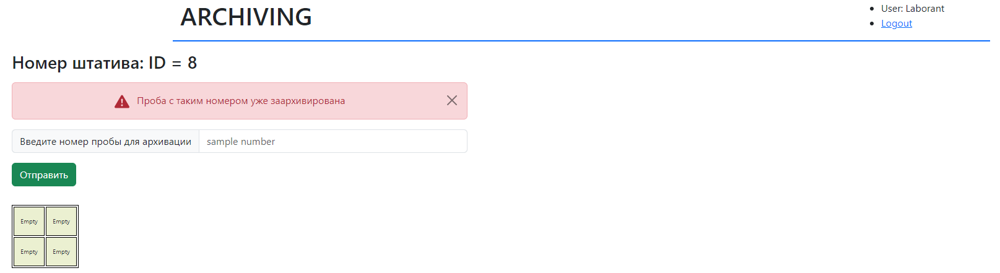 ARCHIVING
User: Laborant
Logout
Номер штатива: ID = 8
Проба с таким номером уже заархивирована
Введите номер пробы для архивации sample number
Отправить
Empty Empty
Empty Empty